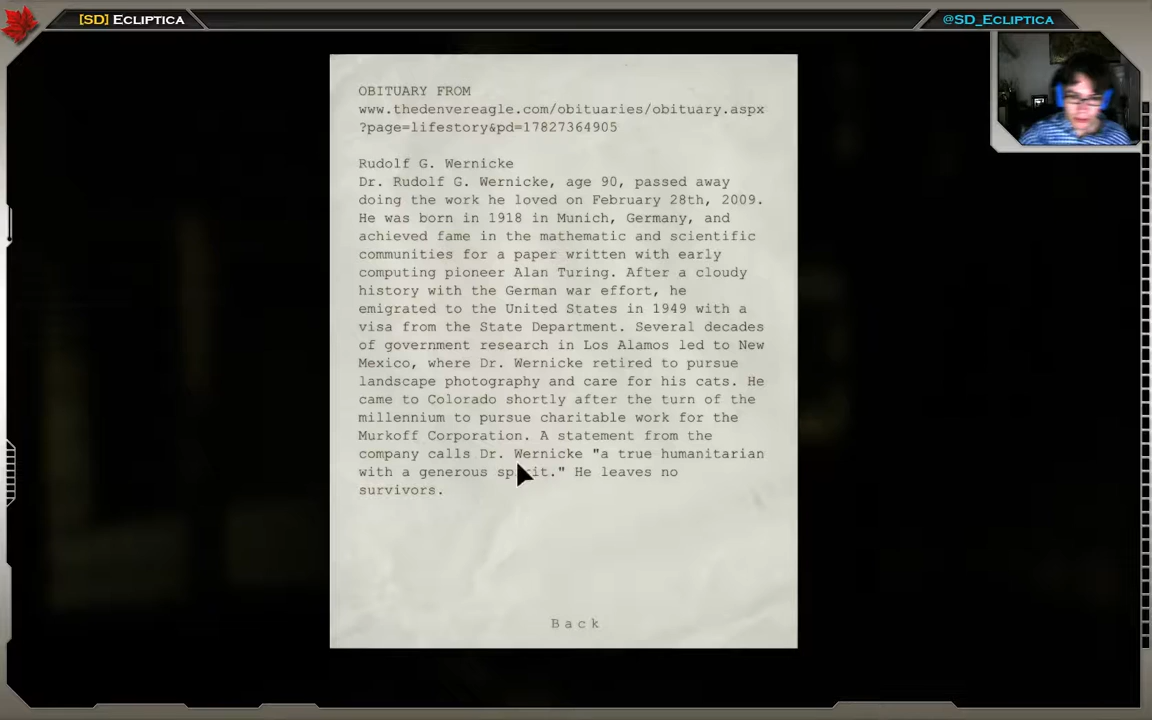 [SD] ECLIPTICA
@SD_ECLIPTICA
OBITUARY FROM
www.thedenvereagle.com/obituaries/obituary.aspx
?page=lifestory&pd=17827364905
Rudolf G. Wernicke
Dr. Rudolf G. Wernicke, age 90, passed away
doing the work he loved on February 28th, 2009.
He was born in 1918 in Munich, Germany, and
achieved fame in the mathematic and scientific
communities for a paper written with early
computing pioneer Alan Turing. After a cloudy
history with the German war effort, he
emigrated to the United States in 1949 with a
visa from the State Department. Several decades
of government research in Los Alamos led to New
Mexico, where Dr. Wernicke retired to pursue
landscape photography and care for his cats. He
came to Colorado shortly after the turn of the
millennium to pursue charitable work for the
Murkoff Corporation. A statement from the
company calls Dr. Wernicke "a true humanitarian
with a generous spirit." He leaves no
survivors.
Back